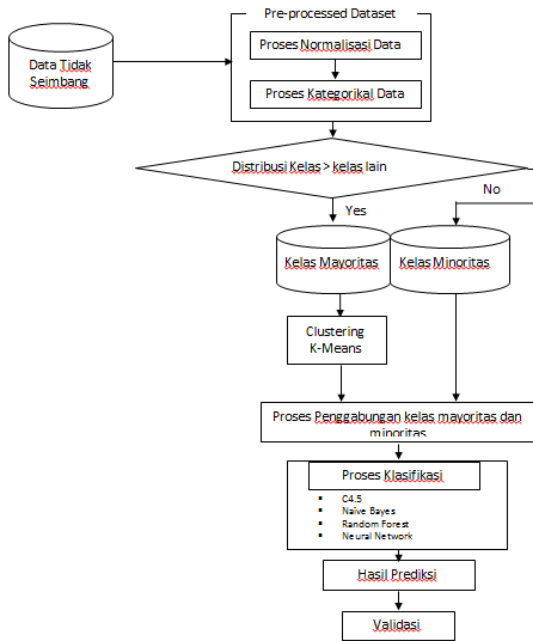 Pre-processed Dataset
Proses Normalisasi Data
Data Tidak
Seimbang
Proses Kategorikal Data
Distribusi Kelas > kelas lain
No
Yes
Kelas Mayoritas
Kelas Minoritas
Clustering
K-Means
Proses Penggabungan kelas mayoritas dan
minoritas
Proses Klasifikasi
▪ C4.5
▪ Naïve Bayes
▪ Random Forest
▪ Neural Network
Hasil Prediksi
Validasi